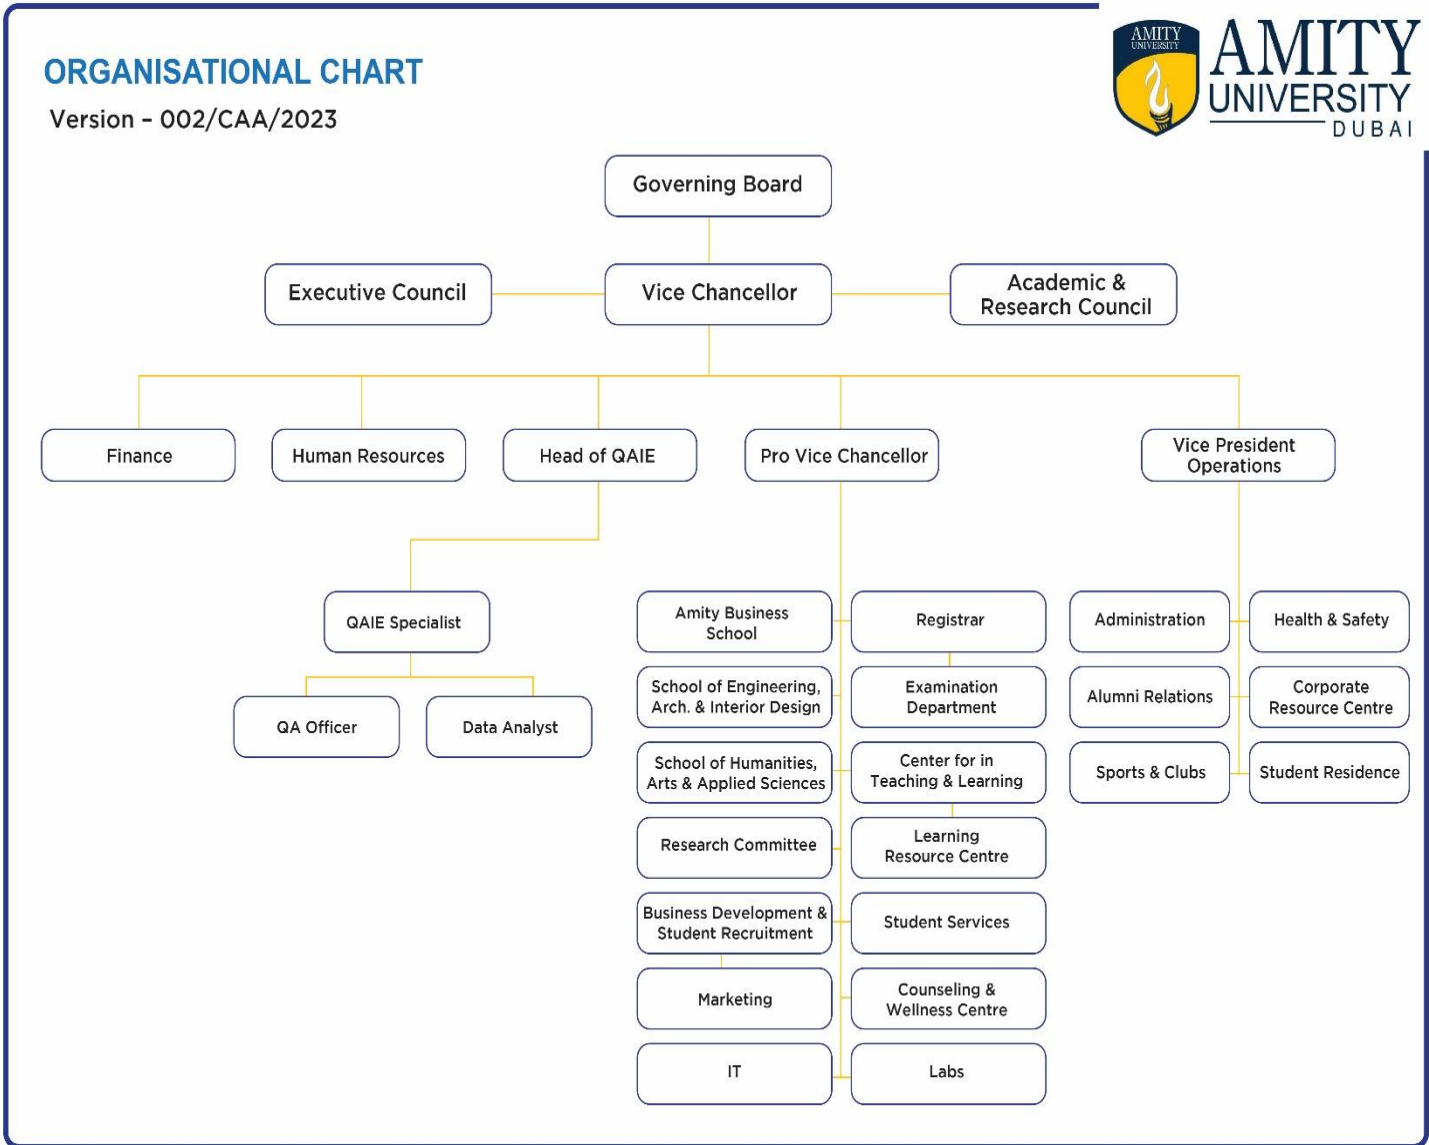 ORGANISATIONAL CHART
Version - 002/CAA/2023
AMITY
UNIVERSITY
AMITY
UNIVERSITY
DUBAI
Governing Board
Executive Council
Vice Chancellor
Academic &
Research Council
Finance
Human Resources
Head of QAIE
Pro Vice Chancellor
Vice President
Operations
QAIE Specialist
QA Officer
Data Analyst
Amity Business
School
Registrar
School of Engineering,
Arch. & Interior Design
Examination
Department
School of Humanities,
Arts & Applied Sciences
Center for in
Teaching & Learning
Research Committee
Learning
Resource Centre
Business Development &
Student Recruitment
Student Services
Marketing
Counseling &
Wellness Centre
IT
Labs
Administration
Health & Safety
Alumni Relations
Corporate
Resource Centre
Sports & Clubs
Student Residence